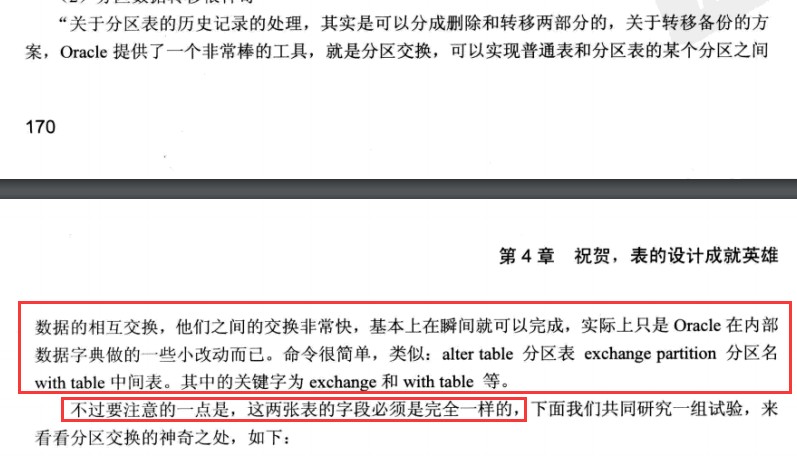 “关于分区表的历史记录的处理，其实是可以分成删除和转移两部分的，关于转移备份的方
案，Oracle 提供了一个非常棒的工具，就是分区交换，可以实现普通表和分区表的某个分区之间
170
第 4 章 祝贺，表的设计成就英雄
数据的相互交换，他们之间的交换非常快，基本上在瞬间就可以完成，实际上只是 Oracle 在内部
数据字典做的一些小改动而已。命令很简单，类似：alter table 分区表 exchange partition 分区名
with table 中间表。其中的关键字为 exchange 和 with table 等。
不过要注意的一点是，这两张表的字段必须是完全一样的，下面我们共同研究一组试验，来
看看分区交换的神奇之处，如下：